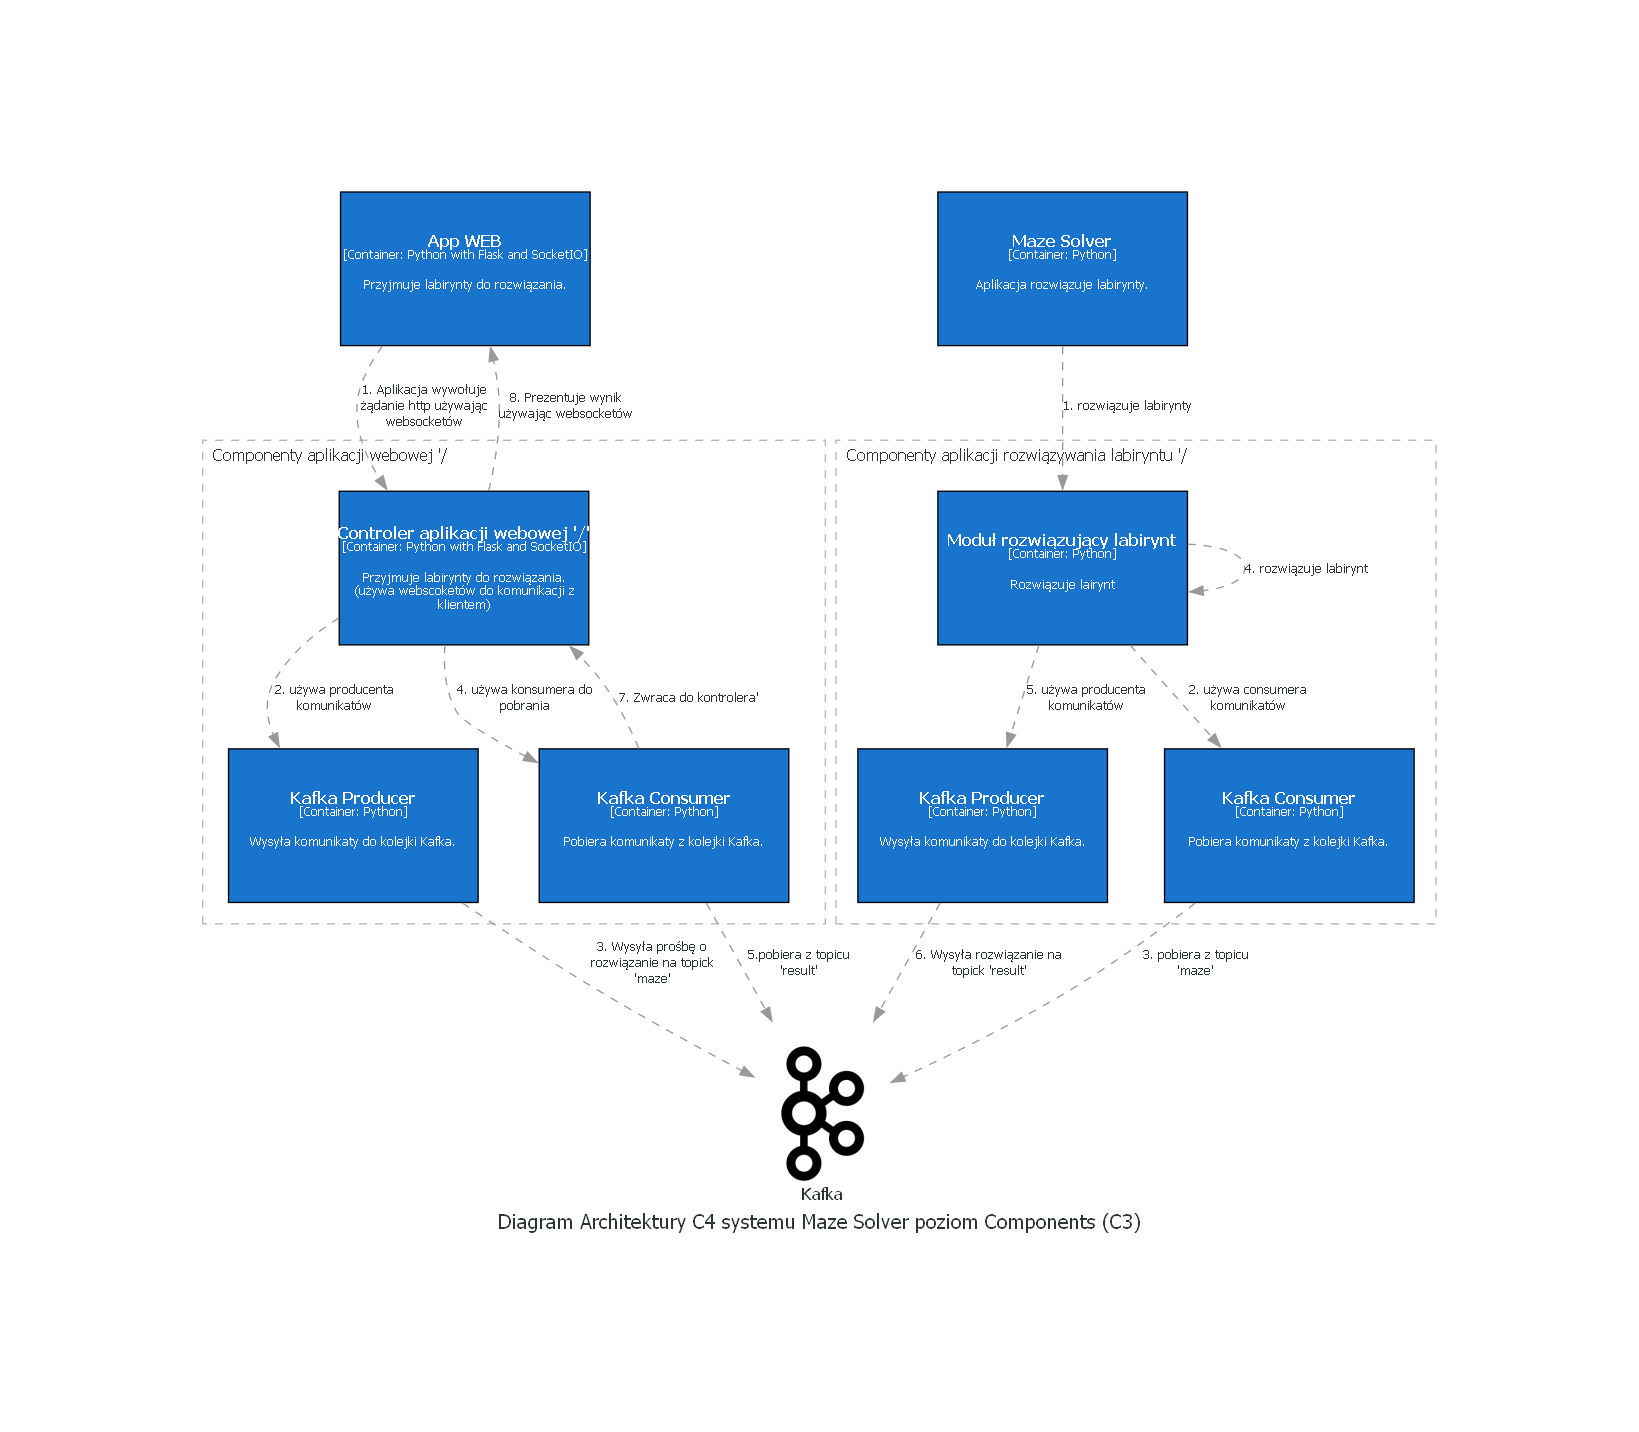 App WEB
[Container: Python with Flask and SocketIO]
Przyjmuje labirynty do rozwiązania.
Maze Solver
[Container: Python]
Aplikacja rozwiązuje labirynty.
1. Aplikacja wywołuje
żądanie http używając
websocketów
8. Prezentuje wynik
używając websocketów
1. rozwiązuje labirynty
Componenty aplikacji webowej '/
Componenty aplikacji rozwiązywania labiryntu '/
Controler aplikacji webowej '/'
[Container: Python with Flask and SocketIO]
Przyjmuje labirynty do rozwiązania.
(używa webscoketów do komunikacji z
klientem)
Moduł rozwiązujący labirynt
[Container: Python]
Rozwiązuje lairynt
4. rozwiązuje labirynt
2. używa producenta
komunikatów
4. używa konsumera do
pobrania
7. Zwraca do kontrolera'
5. używa producenta
komunikatów
2. używa consumera
komunikatów
Kafka Producer
[Container: Python]
Wysyła komunikaty do kolejki Kafka.
Kafka Consumer
[Container: Python]
Pobiera komunikaty z kolejki Kafka.
Kafka Producer
[Container: Python]
Wysyła komunikaty do kolejki Kafka.
Kafka Consumer
[Container: Python]
Pobiera komunikaty z kolejki Kafka.
3. Wysyła prośbę o
rozwiązanie na topick
'maze'
5.pobiera z topicu
'result'
6. Wysyła rozwiązanie na
topick 'result'
3. pobiera z topicu
'maze'
Kafka
Diagram Architektury C4 systemu Maze Solver poziom Components (C3)